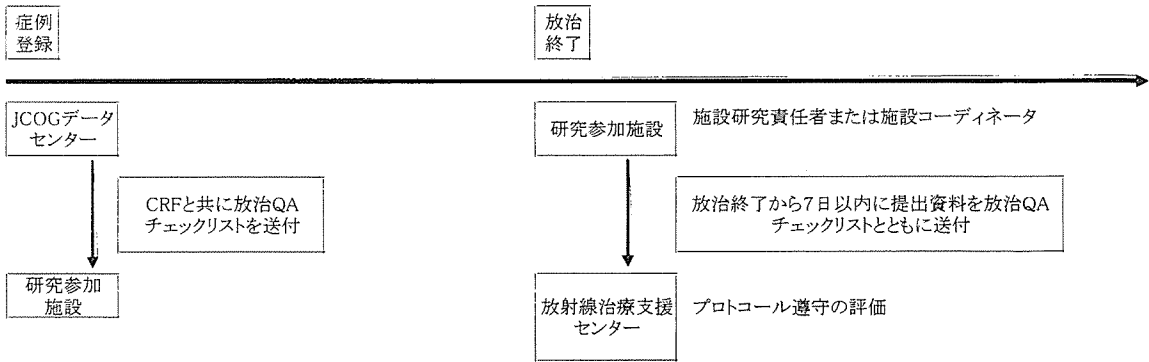 症例
登録
放治
終了
JCOGデータ
センター
研究参加施設
施設研究責任者または施設コーディネータ
CRFと共に放治QA
チェックリストを送付
放治終了から7日以内に提出資料を放治QA
チェックリストとともに送付
研究参加
施設
放射線治療支援
センター
プロトコール遵守の評価